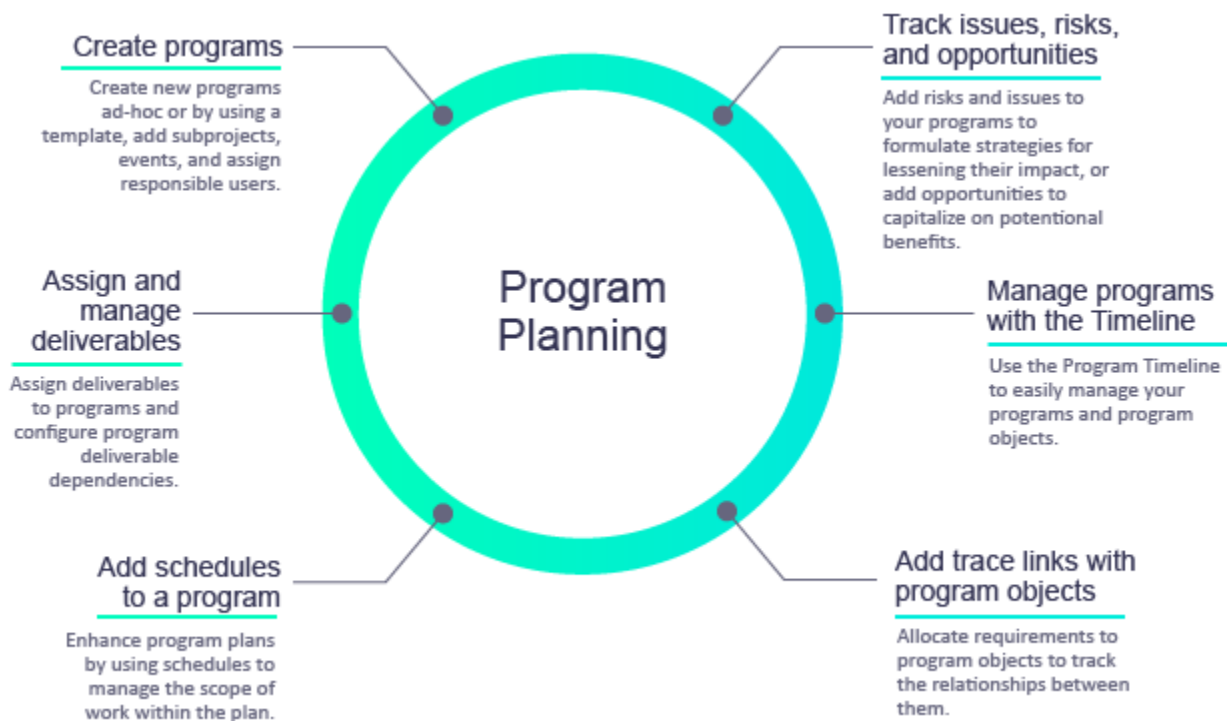 Create programs
Create new programs
ad-hoc or by using a
template, add subprojects,
events, and assign
responsible users.
Assign and
manage
deliverables
Assign deliverables
to programs and
configure program
deliverable
dependencies.
Add schedules
to a program
Enhance program plans
by using schedules to
manage the scope of
work within the plan.
Program
Planning
Track issues, risks,
and opportunities
Add risks and issues to
your programs to
formulate strategies for
lessening their impact, or
add opportunities to
capitalize on potentional
benefits.
Manage programs
with the Timeline
Use the Program Timeline
to easily manage your
programs and program
objects.
Add trace links with
program objects
Allocate requirements to
program objects to track
the relationships between
them.